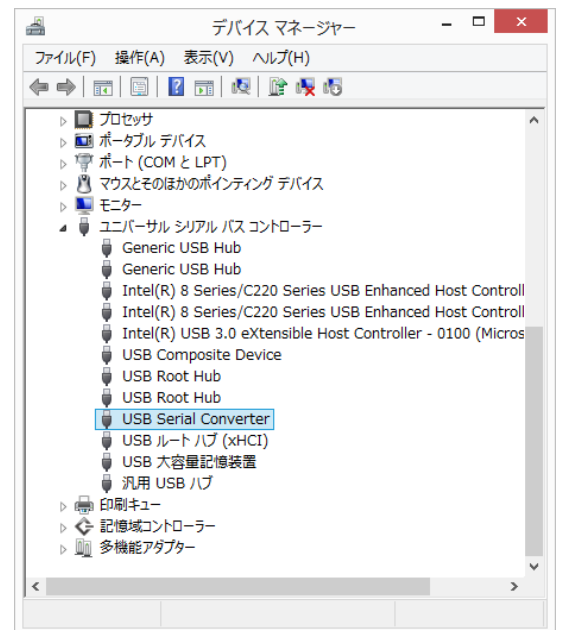 デバイス マネージャー
ファイル(F) 操作(A) 表示(V) ヘルプ(H)
プロセッサ
ポータブル デバイス
ポート (COM と LPT)
マウスとそのほかのポインティング デバイス
モニター
ユニバーサル シリアル バス コントローラー
Generic USB Hub
Generic USB Hub
Intel(R) 8 Series/C220 Series USB Enhanced Host Controll
Intel(R) 8 Series/C220 Series USB Enhanced Host Controll
Intel(R) USB 3.0 eXtensible Host Controller - 0100 (Micros
USB Composite Device
USB Root Hub
USB Root Hub
USB Serial Converter
USB ルート ハブ (xHCI)
USB 大容量記憶装置
汎用 USB ハブ
印刷キュー
記憶域コントローラー
多機能アダプター